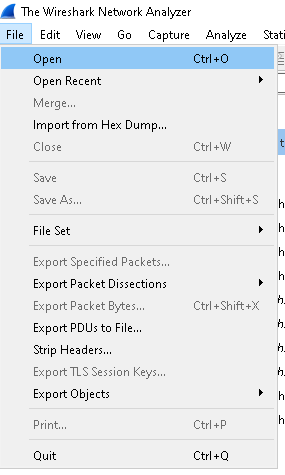 The Wireshark Network Analyzer
File Edit View Go Capture Analyze Stati
Open Ctrl+O
Open Recent
Merge...
Import from Hex Dump...
Close Ctrl+W
Save Ctrl+S
Save As... Ctrl+Shift+S
File Set
Export Specified Packets...
Export Packet Dissections
Export Packet Bytes... Ctrl+Shift+X
Export PDUs to File...
Strip Headers...
Export TLS Session Keys...
Export Objects
Print... Ctrl+P
Quit Ctrl+Q